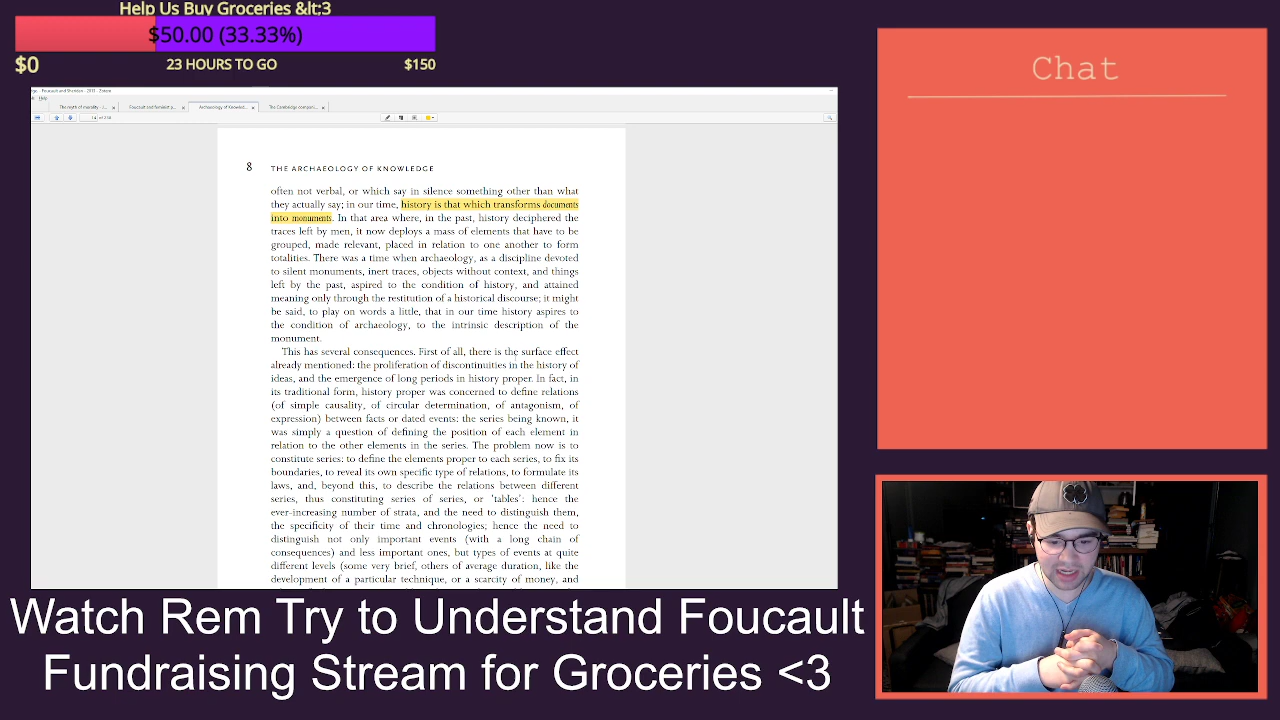 Help Us Buy Groceries &lt;3
$50.00 (33.33%)
$0
23 HOURS TO GO
$150
Help
The myth of morality - J...
Foucault and feminist p...
Archaeology of Knowled...
The Cambridge compani...
8 THE ARCHAEOLOGY OF KNOWLEDGE
often not verbal, or which say in silence something other than what
they actually say; in our time, history is that which transforms documents
into monuments. In that area where, in the past, history deciphered the
traces left by men, it now deploys a mass of elements that have to be
grouped, made relevant, placed in relation to one another to form
totalities. There was a time when archaeology, as a discipline devoted
to silent monuments, inert traces, objects without context, and things
left by the past, aspired to the condition of history, and attained
meaning only through the restitution of a historical discourse; it might
be said, to play on words a little, that in our time history aspires to
the condition of archaeology, to the intrinsic description of the
monument.
This has several consequences. First of all, there is the surface effect
already mentioned: the proliferation of discontinuities in the history of
ideas, and the emergence of long periods in history proper. In fact, in
its traditional form, history proper was concerned to define relations
(of simple causality, of circular determination, of antagonism, of
expression) between facts or dated events: the series being known, it
was simply a question of defining the position of each element in
relation to the other elements in the series. The problem now is to
constitute series: to define the elements proper to each series, to fix its
boundaries, to reveal its own specific type of relations, to formulate its
laws, and, beyond this, to describe the relations between different
series, thus constituting series of series, or 'tables': hence the
ever-increasing number of strata, and the need to distinguish them,
the specificity of their time and chronologies; hence the need to
distinguish not only important events (with a long chain of
consequences) and less important ones, but types of events at quite
different levels (some very brief, others of average duration, like the
development of a particular technique, or a scarcity of money, and
Chat
Watch Rem Try to Understand Foucault
Fundraising Stream for Groceries <3